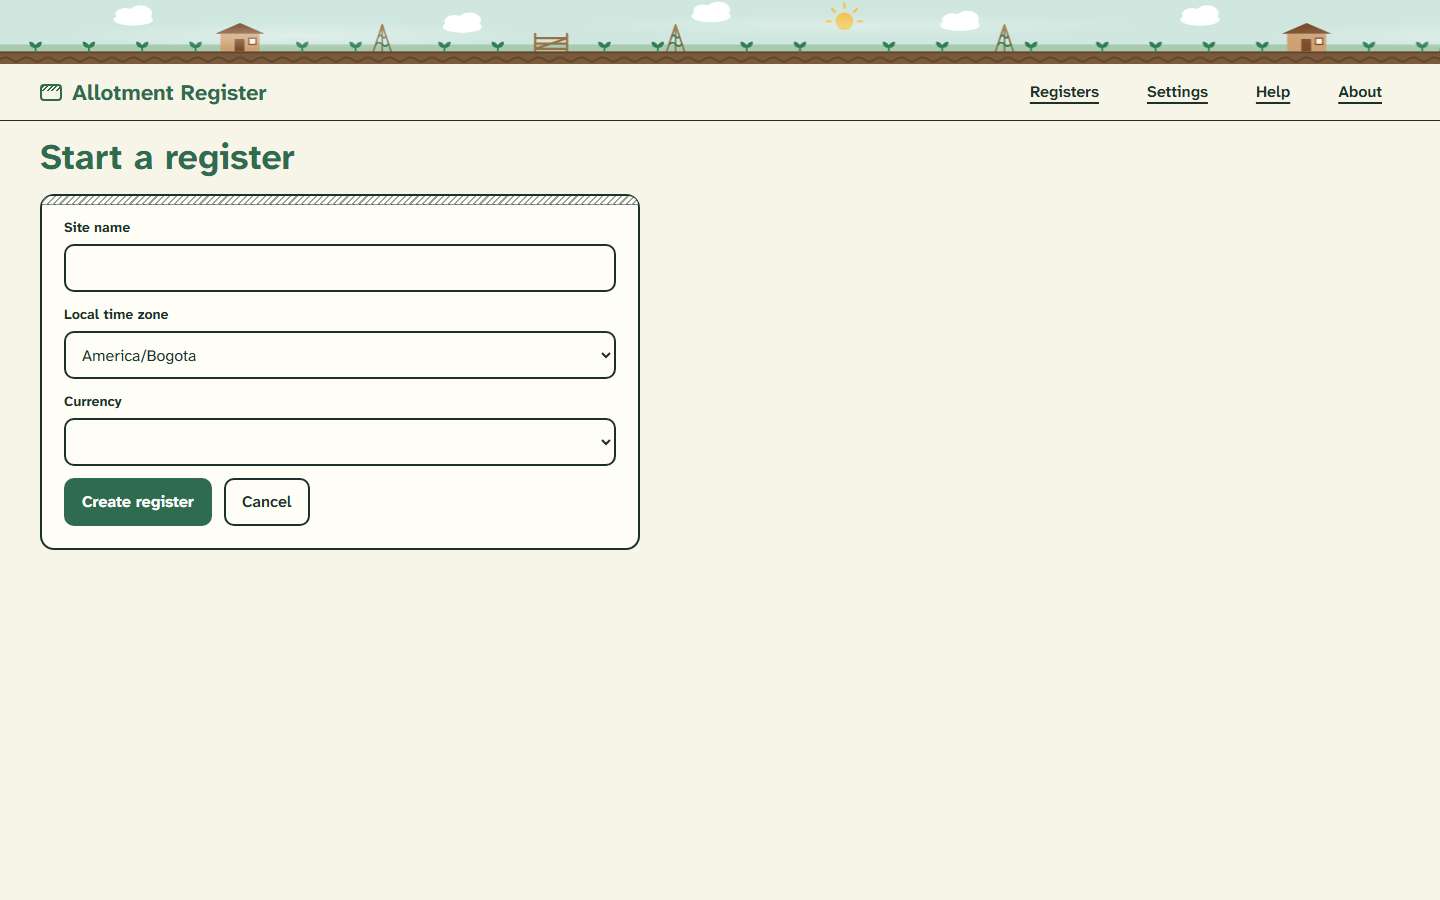 Allotment Register
Registers Settings Help About
Start a register
Site name
Local time zone
America/Bogota
Currency
Create register Cancel